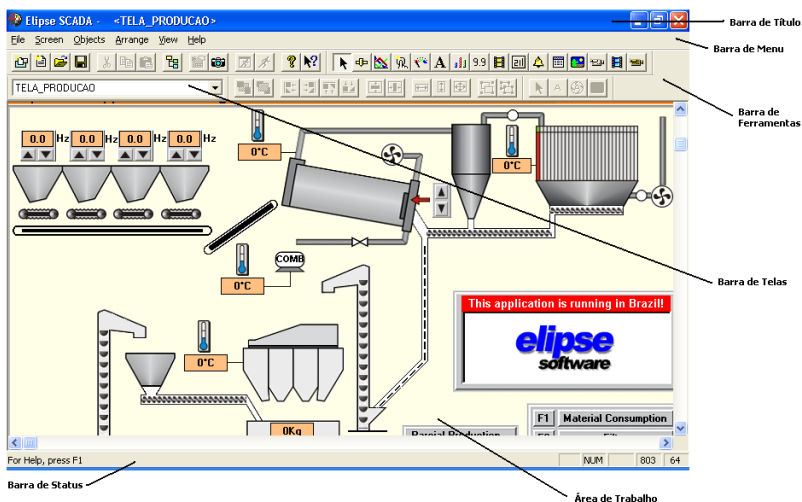 Elipse SCADA - <TELA_PRODUCAO>
Barra de Título
File Screen Objects Arrange View Help
Barra de Menu
A 9.9
TELA_PRODUCAO
A
Barra de Ferramentas
0.0 Hz 0.0 Hz 0.0 Hz 0.0 Hz
0°C
0°C
COMB
0°C
Barra de Telas
This application is running in Brazil!
elipse
software
0°C
F1 Material Consumption
0Kg
For Help, press F1
NUM 803 64
Barra de Status
Área de Trabalho